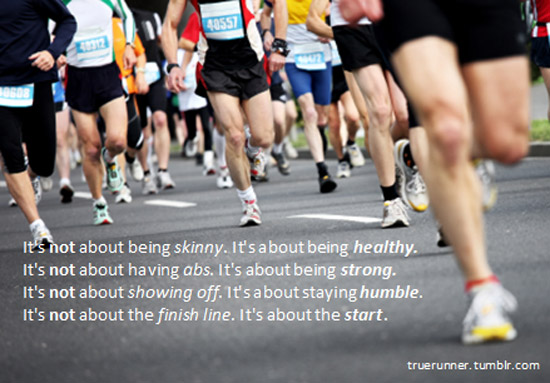 40557
40312
40608
It's not about being skinny. It's about being healthy.
It's not about having abs. It's about being strong.
It's not about showing off. It's about staying humble.
It's not about the finish line. It's about the start.
truerunner.tumblr.com